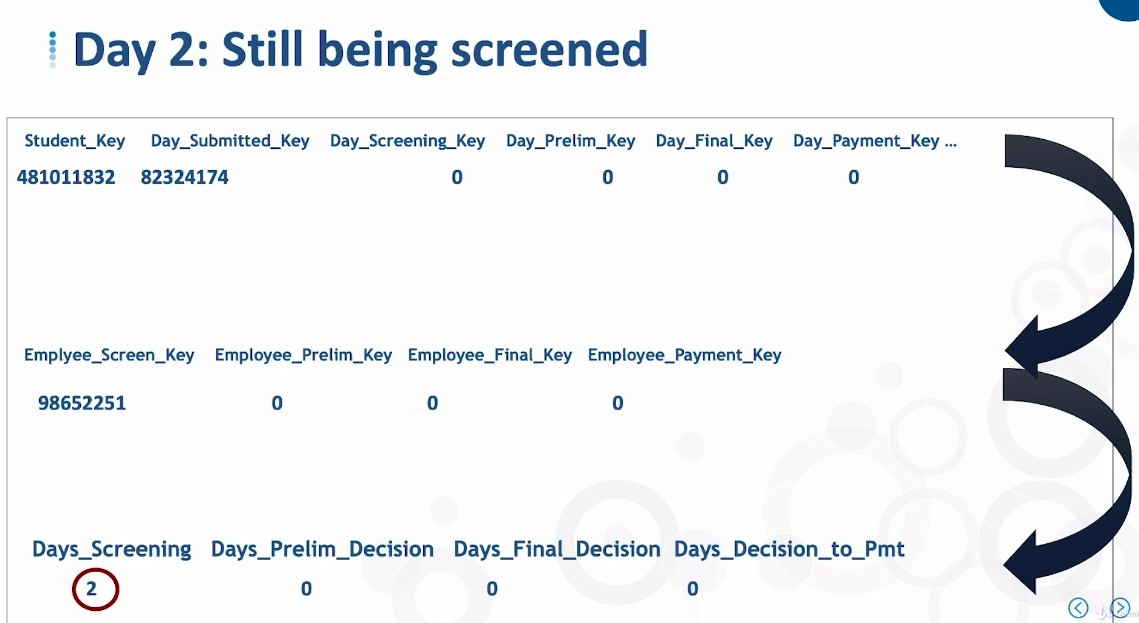 Day 2: Still being screened
Student_Key Day_Submitted_Key Day_Screening_Key Day_Prelim_Key Day_Final_Key Day_Payment_Key ...
481011832 82324174 0 0 0 0
Emplyee_Screen_Key Employee_Prelim_Key Employee_Final_Key Employee_Payment_Key
98652251 0 0 0
Days_Screening Days_Prelim_Decision Days_Final_Decision Days_Decision_to_Pmt
2 0 0 0